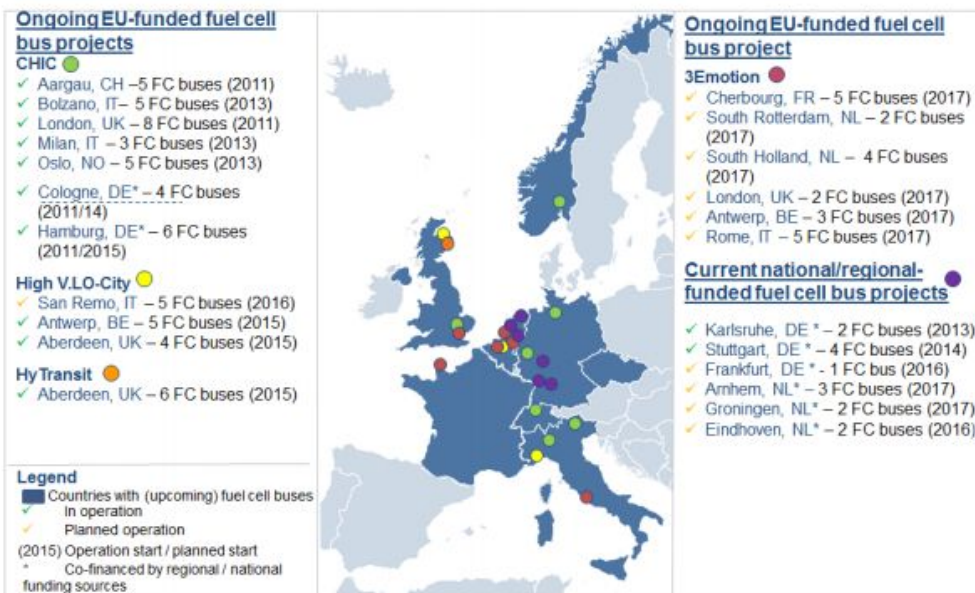 Ongoing EU-funded fuel cell
bus projects
CHIC
✓ Aargau, CH –5 FC buses (2011)
✓ Bolzano, IT– 5 FC buses (2013)
✓ London, UK – 8 FC buses (2011)
✓ Milan, IT – 3 FC buses (2013)
✓ Oslo, NO – 5 FC buses (2013)
✓ Cologne, DE* – 4 FC buses
(2011/14)
✓ Hamburg, DE* – 6 FC buses
(2011/2015)
High V.LO-City
✓ San Remo, IT – 5 FC buses (2016)
✓ Antwerp, BE – 5 FC buses (2015)
✓ Aberdeen, UK – 4 FC buses (2015)
HyTransit
✓ Aberdeen, UK – 6 FC buses (2015)
Legend
Countries with (upcoming) fuel cell buses
✓ In operation
✓ Planned operation
(2015) Operation start / planned start
* Co-financed by regional / national
funding sources
Ongoing EU-funded fuel cell
bus project
3Emotion
✓ Cherbourg, FR – 5 FC buses (2017)
✓ South Rotterdam, NL – 2 FC buses
(2017)
✓ South Holland, NL – 4 FC buses
(2017)
✓ London, UK – 2 FC buses (2017)
✓ Antwerp, BE – 3 FC buses (2017)
✓ Rome, IT – 5 FC buses (2017)
Current national/regional-
funded fuel cell bus projects
✓ Karlsruhe, DE * – 2 FC buses (2013)
✓ Stuttgart, DE * – 4 FC buses (2014)
✓ Frankfurt, DE * - 1 FC bus (2016)
✓ Arnhem, NL* – 3 FC buses (2017)
✓ Groningen, NL* – 2 FC buses (2017)
✓ Eindhoven, NL* – 2 FC buses (2016)